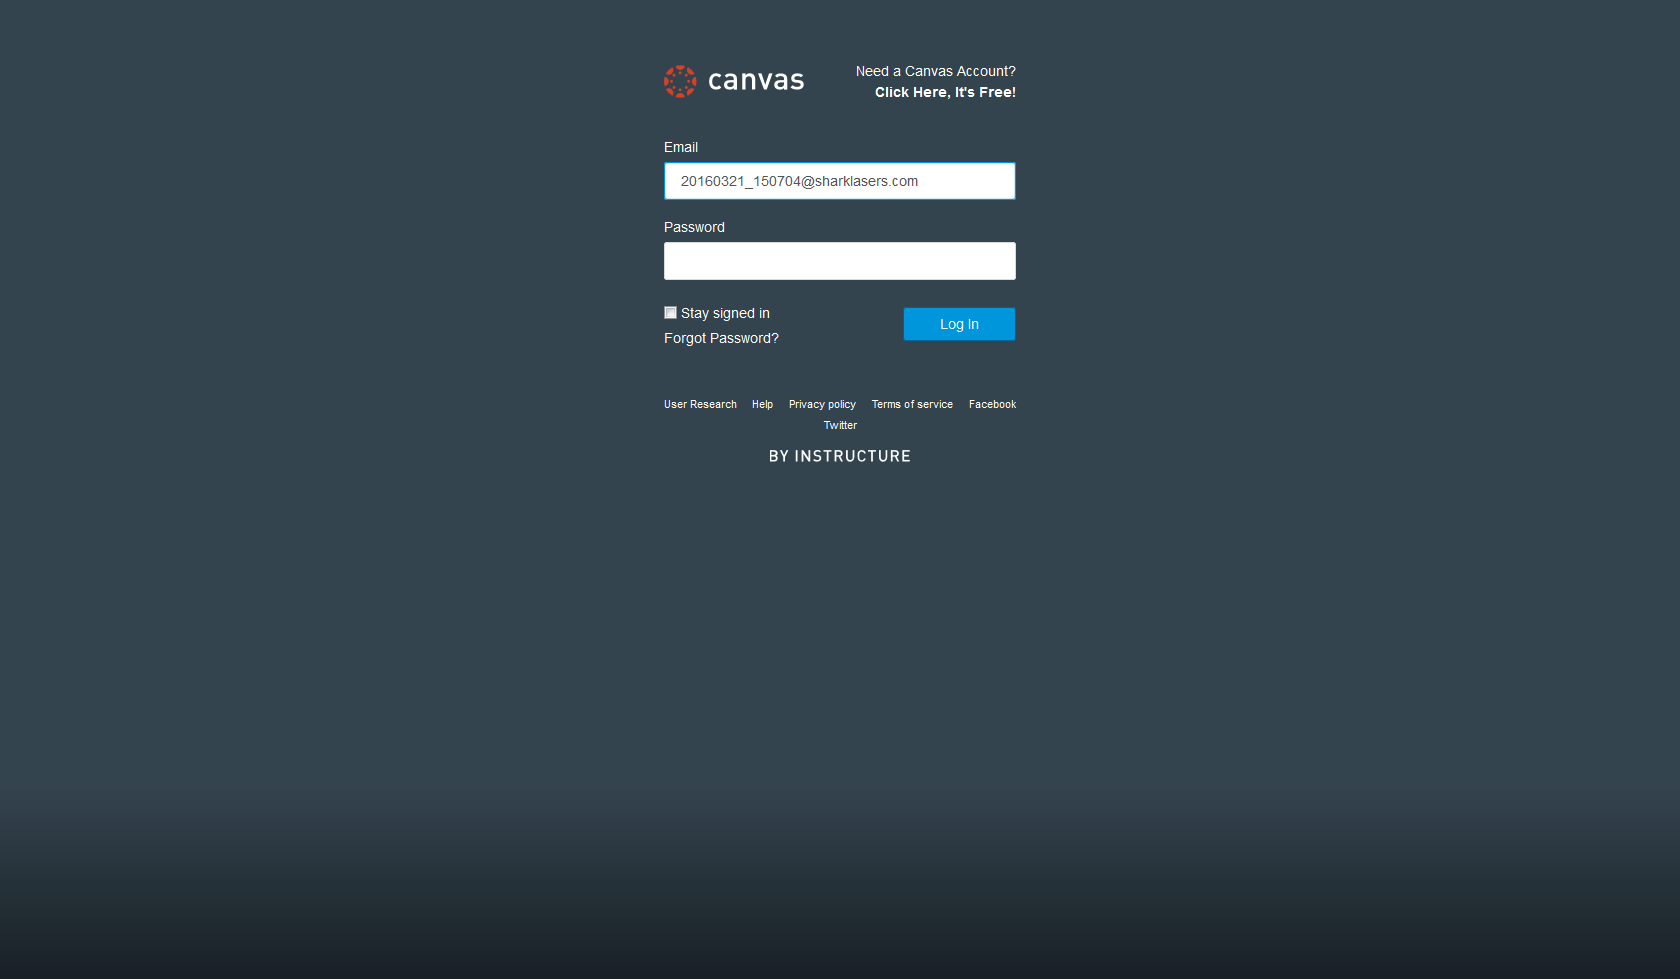 canvas
Need a Canvas Account?
Click Here, It's Free!
Email
20160321_150704@sharklasers.com
Password
Stay signed in
Log In
Forgot Password?
User Research Help Privacy policy Terms of service Facebook
Twitter
BY INSTRUCTURE